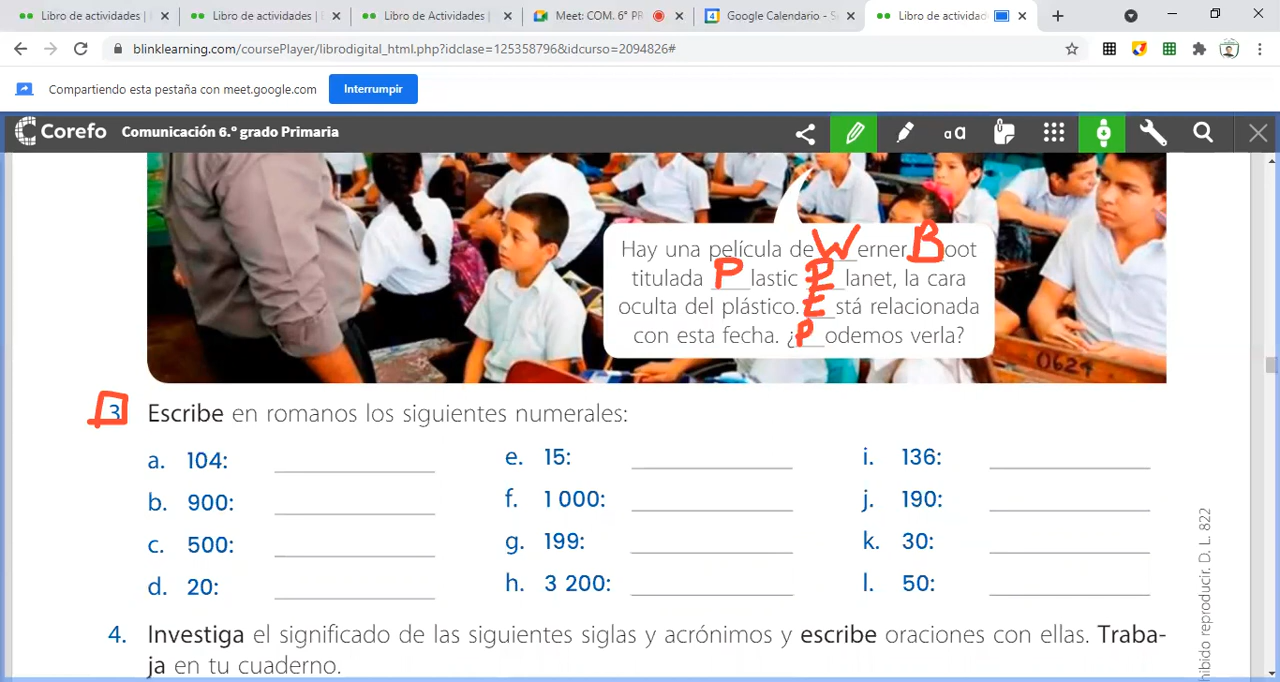 Libro de actividades |
Libro de actividades |
Libro de Actividades |
Meet: COM. 6° PR
Google Calendario - S
Libro de actividad
blinklearning.com/coursePlayer/librodigital_html.php?idclase=125358796&idcurso=2094826#
Compartiendo esta pestaña con meet.google.com
Interrumpir
Corefo Comunicación 6.º grado Primaria
aa
Hay una película de Werner Boot
titulada Plastic Planet, la cara
oculta del plástico. Está relacionada
con esta fecha. ¿Podemos verla?
0624
3 Escribe en romanos los siguientes numerales:
a. 104: e. 15: i. 136:
b. 900: f. 1 000: j. 190:
c. 500: g. 199: k. 30:
d. 20: h. 3 200: l. 50:
4. Investiga el significado de las siguientes siglas y acrónimos y escribe oraciones con ellas. Traba-
ja en tu cuaderno.
hibido reproducir. D. L. 822